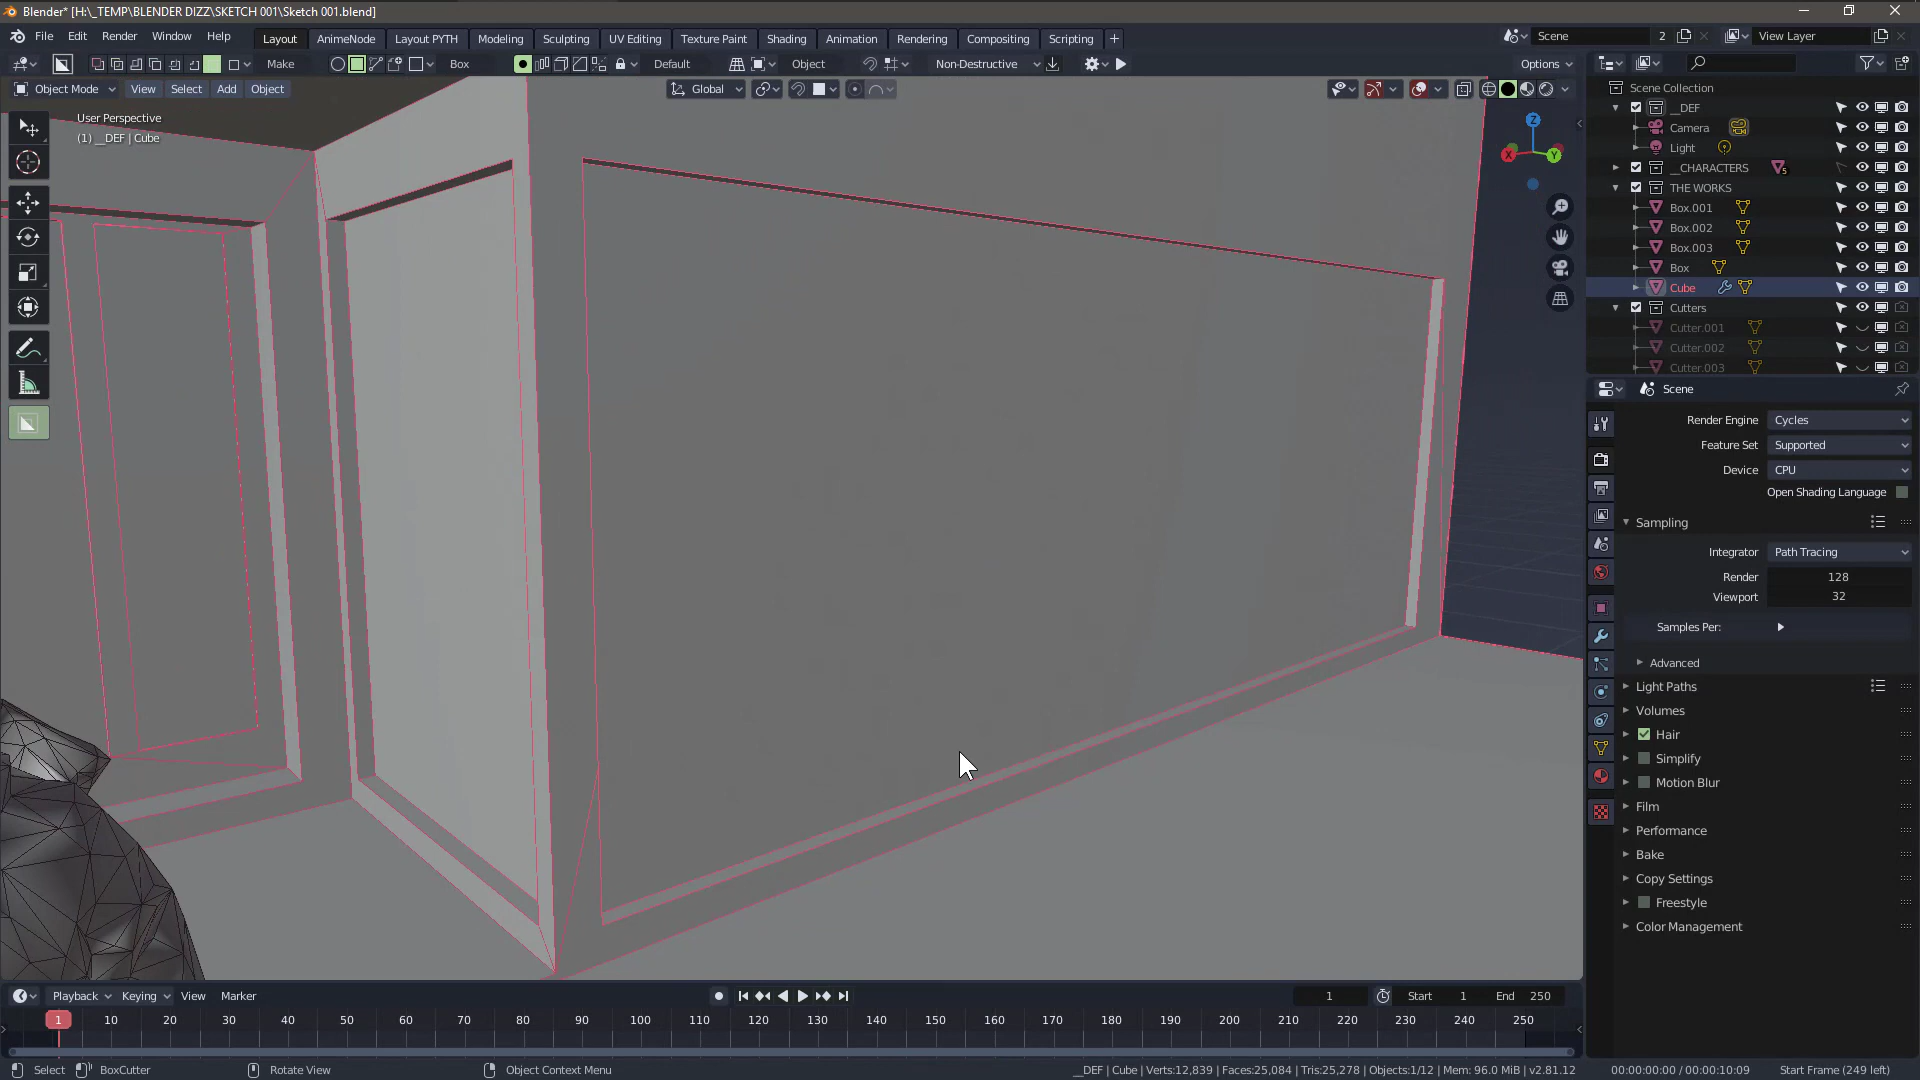 Blender* [H:\_TEMP\BLENDER DIZZ\SKETCH 001\Sketch 001.blend]
File Edit Render Window Help Layout AnimeNode Layout PYTH Modeling Sculpting UV Editing Texture Paint Shading Animation Rendering Compositing Scripting + Scene 2 View Layer
Make Box Default Object Non-Destructive Options
Object Mode View Select Add Object Global
User Perspective
(1) __DEF | Cube
Z
X Y
Scene Collection
__DEF
Camera
Light
__CHARACTERS 5
THE WORKS
Box.001
Box.002
Box.003
Box
Cube
Cutters
Cutter.001
Cutter.002
Cutter.003
Scene
Render Engine Cycles
Feature Set Supported
Device CPU
Open Shading Language
Sampling
Integrator Path Tracing
Render 128
Viewport 32
Samples Per:
Advanced
Light Paths
Volumes
Hair
Simplify
Motion Blur
Film
Performance
Bake
Copy Settings
Freestyle
Color Management
Playback Keying View Marker 1 Start 1 End 250
1 10 20 30 40 50 60 70 80 90 100 110 120 130 140 150 160 170 180 190 200 210 220 230 240 250
Select BoxCutter Rotate View Object Context Menu __DEF | Cube | Verts:12,839 | Faces:25,084 | Tris:25,278 | Objects:1/12 | Mem: 96.0 MiB | v2.81.12 00:00:00:00 / 00:00:10:09 Start Frame (249 left)